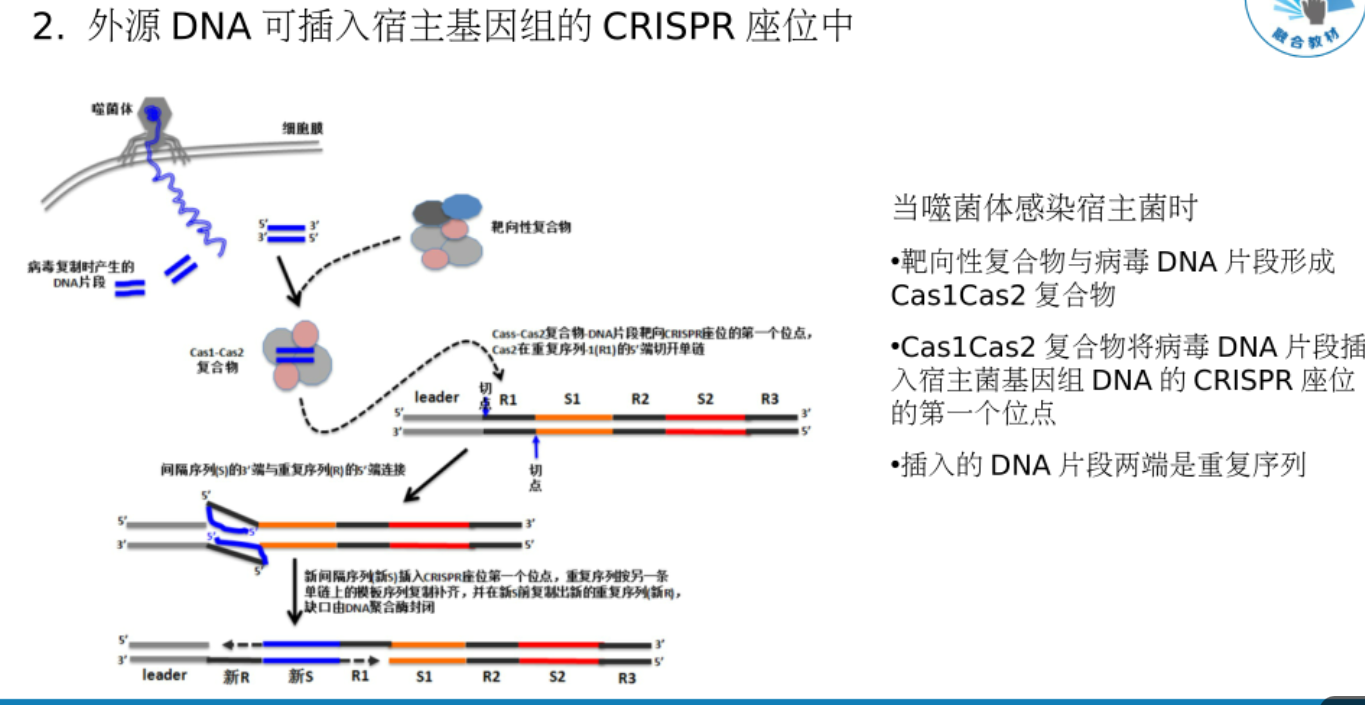 2. 外源 DNA 可插入宿主基因组的 CRISPR 座位中
融合教材
噬菌体
细胞膜
5’ 3’
3’ 5’
靶向性复合物
病毒复制时产生的
DNA片段
Cas1-Cas2
复合物
Cass-Cas2复合物-DNA片段靶向CRISPR座位的第一个位点，
Cas2在重复序列-1(R1)的5’端切开单链
切点
leader R1 S1 R2 S2 R3
5’ 3’
3’ 5’
切点
间隔序列(S)的3’端与重复序列(R)的5’端连接
5’
5’ 5’ 3’
3’ 5’ 5’
5’
新间隔序列(新S)插入CRISPR座位第一个位点，重复序列按另一条
单链上的模板序列复制补齐，并在新S前复制出新的重复序列(新R)，
缺口由DNA聚合酶封闭
5’ 3’
3’ 5’
leader 新R 新S R1 S1 R2 S2 R3
当噬菌体感染宿主菌时
•靶向性复合物与病毒 DNA 片段形成
Cas1Cas2 复合物
•Cas1Cas2 复合物将病毒 DNA 片段插
入宿主菌基因组 DNA 的 CRISPR 座位
的第一个位点
•插入的 DNA 片段两端是重复序列